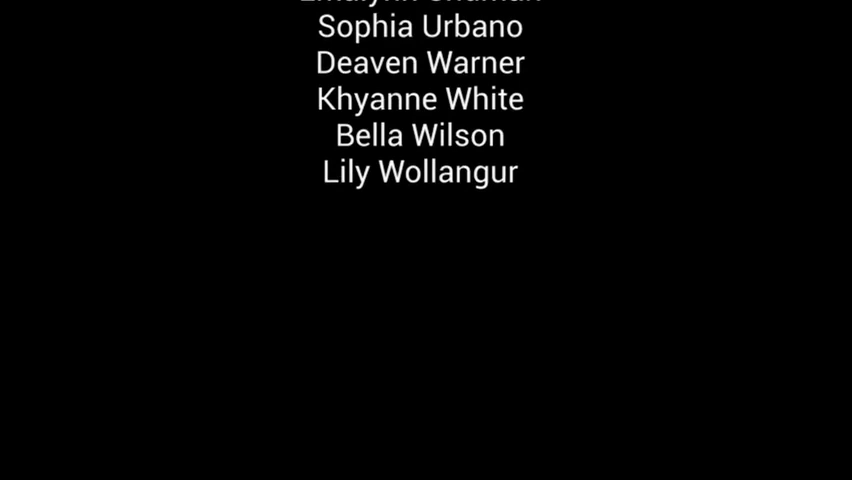 Sophia Urbano
Deaven Warner
Khyanne White
Bella Wilson
Lily Wollangur